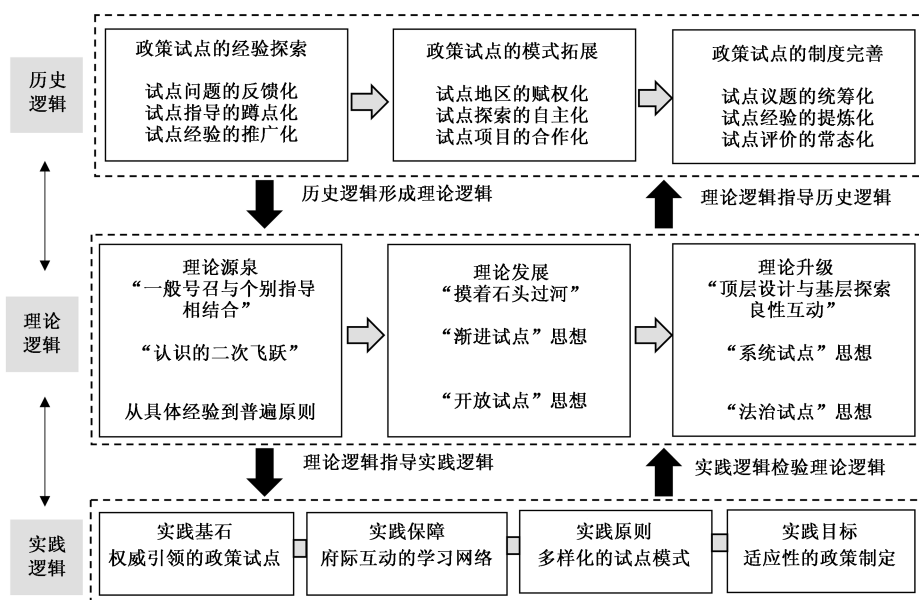 历史
逻辑
政策试点的经验探索
试点问题的反馈化
试点指导的蹲点化
试点经验的推广化
政策试点的模式拓展
试点地区的赋权化
试点探索的自主化
试点项目的合作化
政策试点的制度完善
试点议题的统筹化
试点经验的提炼化
试点评价的常态化
历史逻辑形成理论逻辑
理论逻辑指导历史逻辑
理论
逻辑
理论源泉
“一般号召与个别指导
相结合”
“认识的二次飞跃”
从具体经验到普遍原则
理论发展
“摸着石头过河”
“渐进试点”思想
“开放试点”思想
理论升级
“顶层设计与基层探索
良性互动”
“系统试点”思想
“法治试点”思想
理论逻辑指导实践逻辑
实践逻辑检验理论逻辑
实践
逻辑
实践基石
权威引领的政策试点
实践保障
府际互动的学习网络
实践原则
多样化的试点模式
实践目标
适应性的政策制定